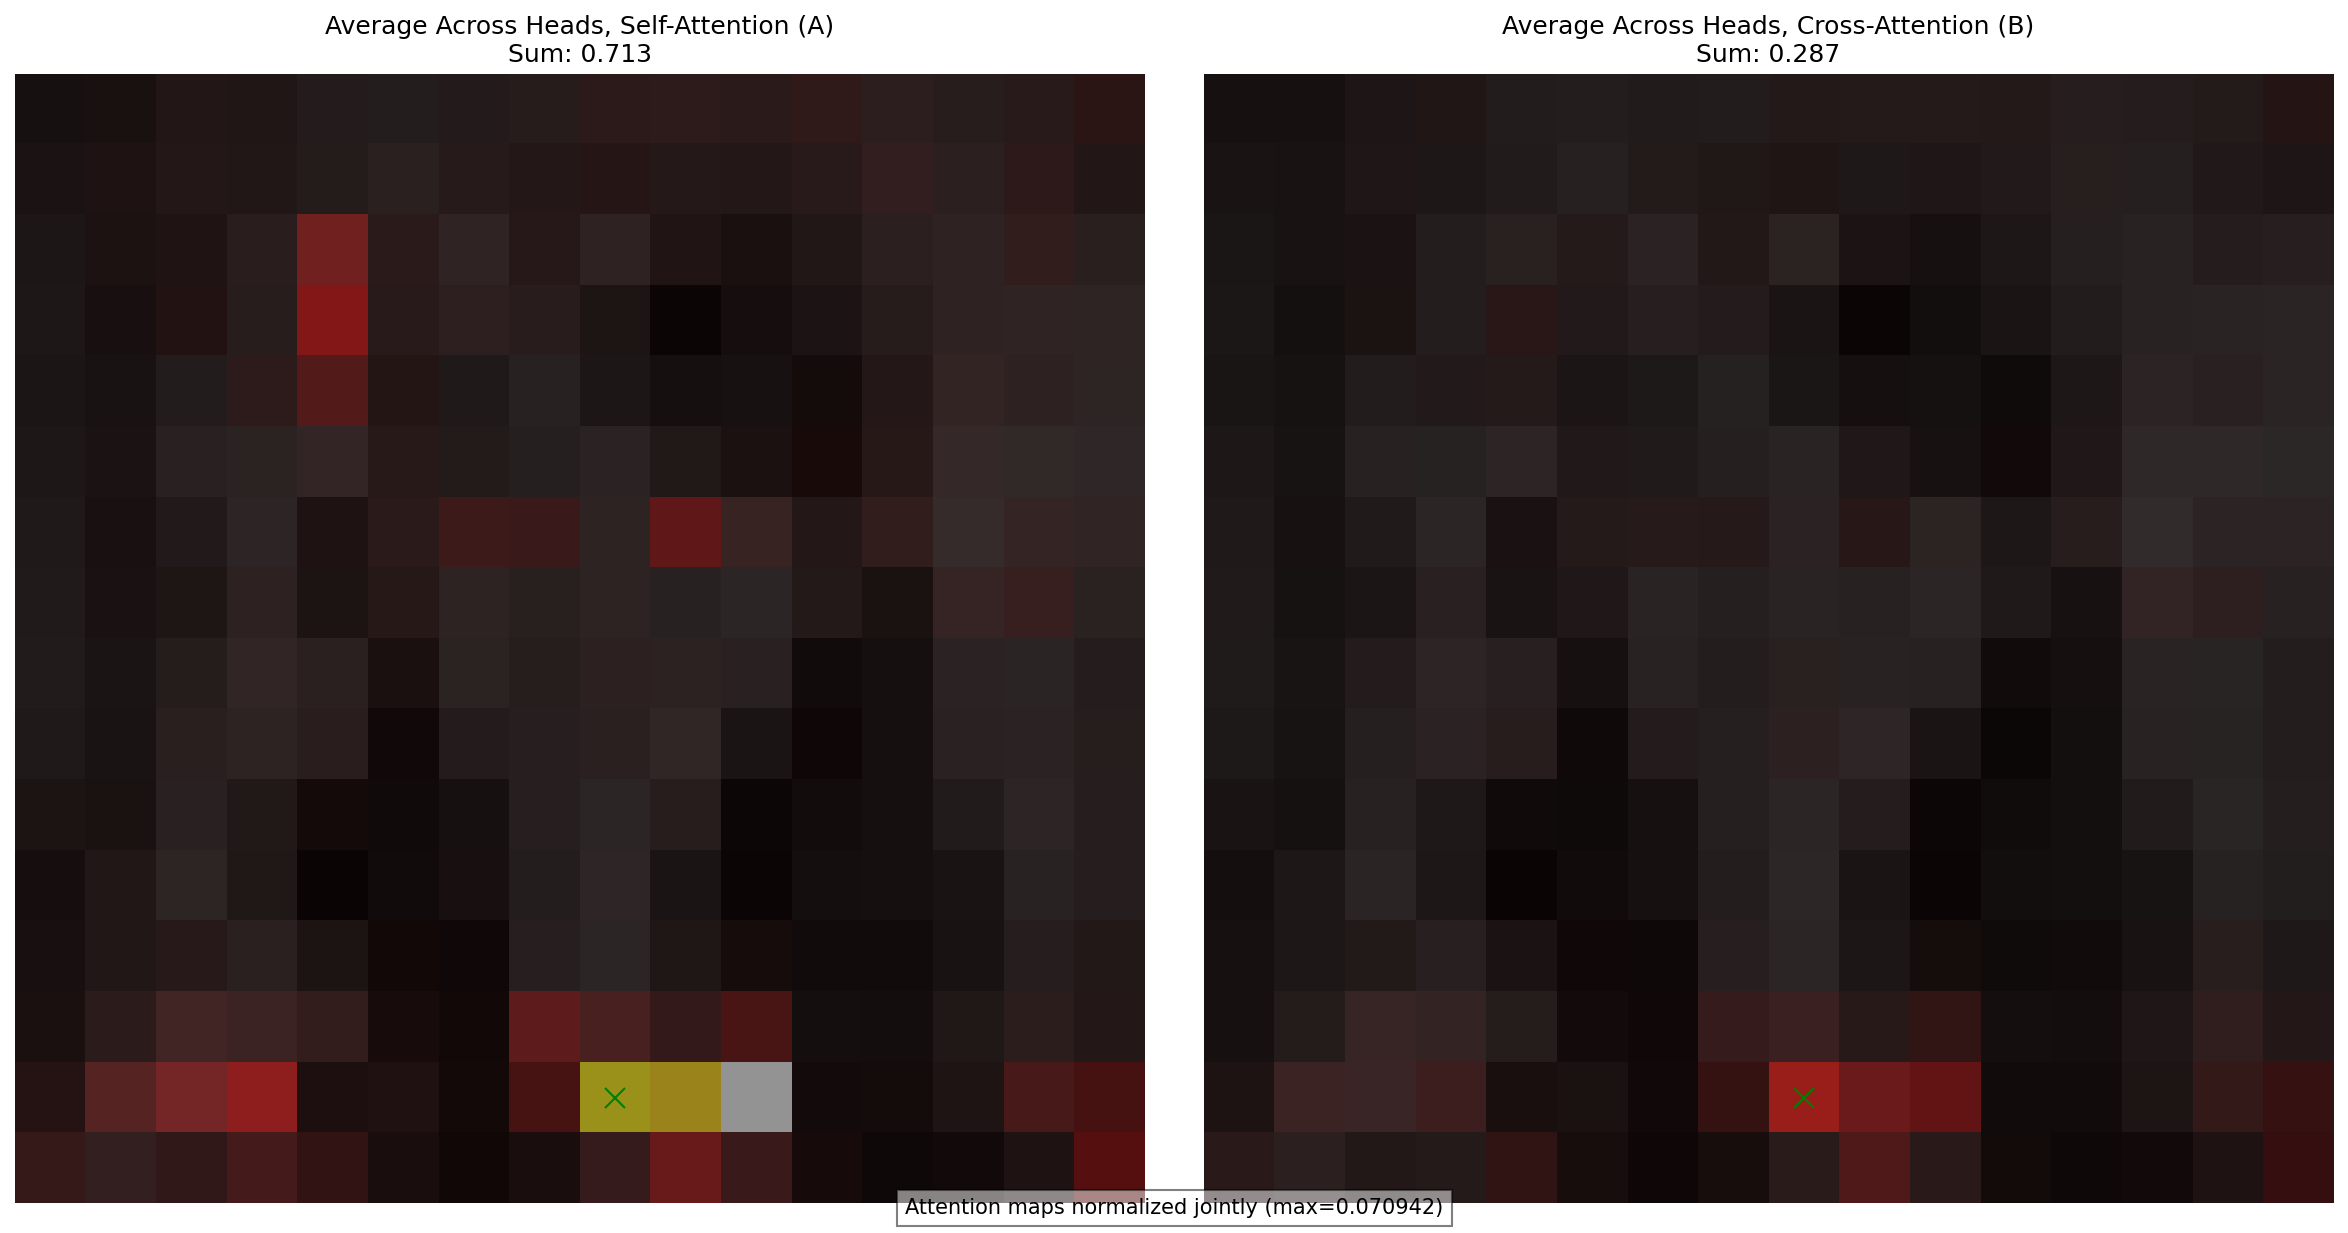 Average Across Heads, Self-Attention (A)
Sum: 0.713
Average Across Heads, Cross-Attention (B)
Sum: 0.287
Attention maps normalized jointly (max=0.070942)